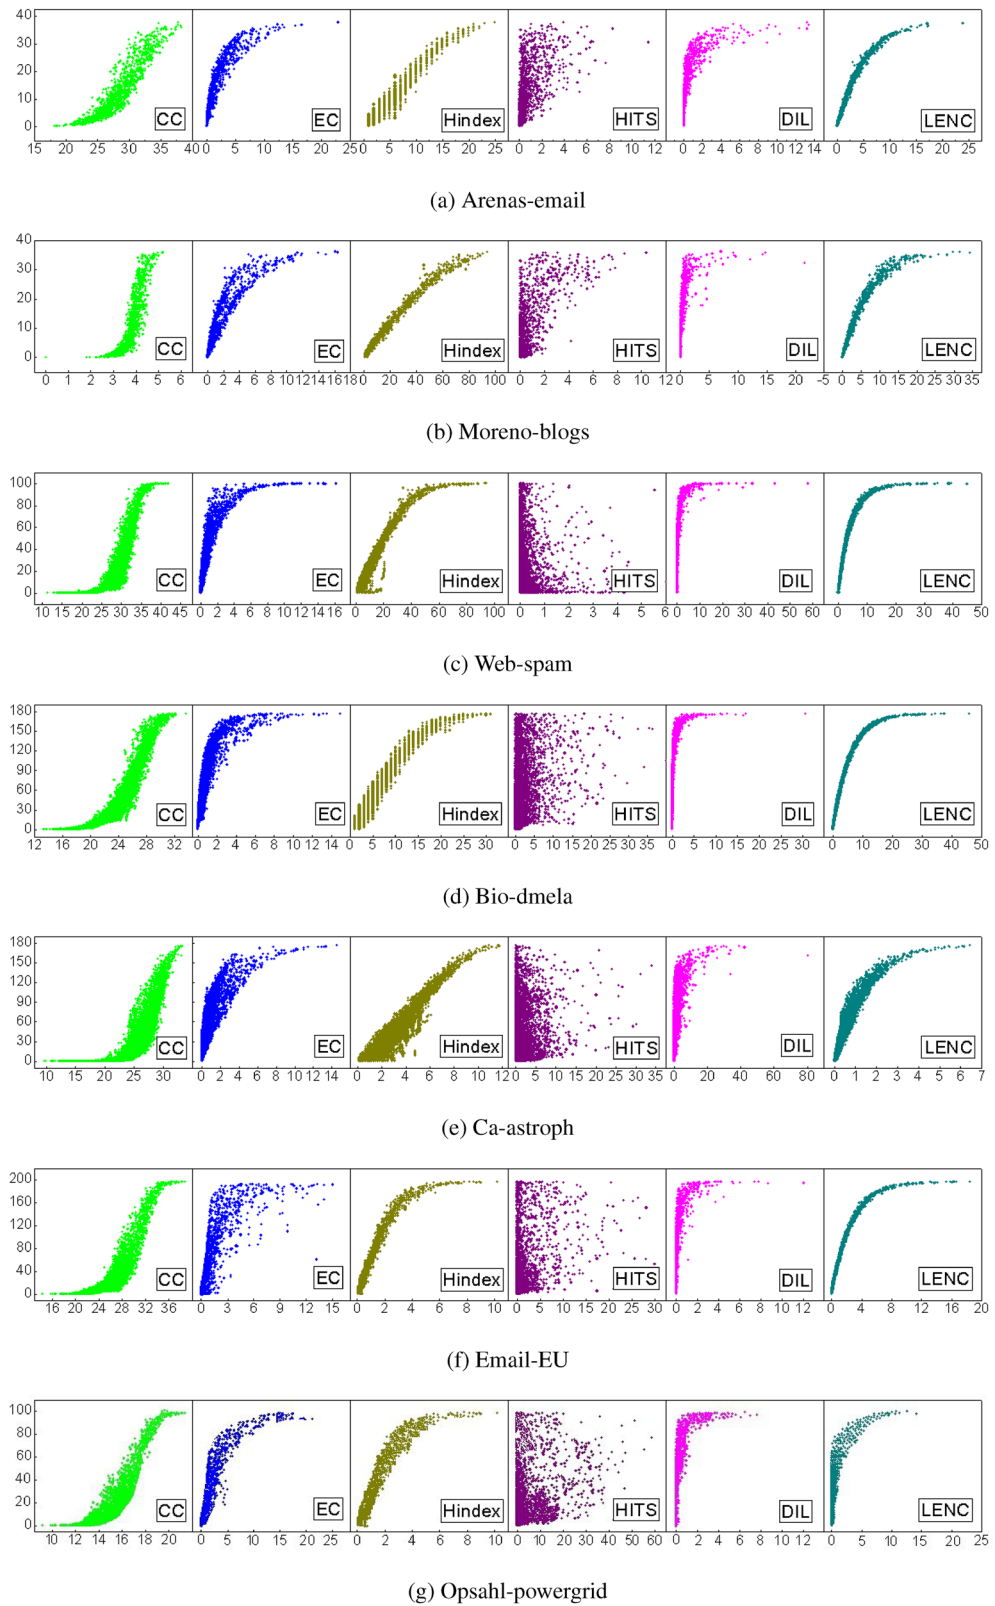 40
30
20
10
0
CC
EC
Hindex
HITS
DIL
LENC
15 20 25 30 35 40 0 5 10 15 20 25 0 5 10 15 20 25 0 2 4 6 8 10 12 0 2 4 6 8 10 12 14 0 5 10 15 20 25
(a) Arenas-email
40
30
20
10
0
CC
EC
Hindex
HITS
DIL
LENC
0 1 2 3 4 5 6 0 2 4 6 8 10 12 14 16 18 0 20 40 60 80 100 0 2 4 6 8 10 12 0 5 10 15 20 -5 0 5 10 15 20 25 30 35
(b) Moreno-blogs
100
80
60
40
20
0
CC
EC
Hindex
HITS
DIL
LENC
10 15 20 25 30 35 40 45 0 2 4 6 8 10 12 14 16 0 20 40 60 80 100 0 1 2 3 4 5 6 0 10 20 30 40 50 60 0 10 20 30 40 50
(c) Web-spam
180
150
120
90
60
30
0
CC
EC
Hindex
HITS
DIL
LENC
12 16 20 24 28 32 0 2 4 6 8 10 12 14 0 5 10 15 20 25 30 0 5 10 15 20 25 30 35 0 5 10 15 20 25 30 0 10 20 30 40 50
(d) Bio-dmela
180
150
120
90
60
30
0
CC
EC
Hindex
HITS
DIL
LENC
10 15 20 25 30 0 2 4 6 8 10 12 14 0 2 4 6 8 10 12 0 5 10 15 20 25 30 35 0 20 40 60 80 0 1 2 3 4 5 6 7
(e) Ca-astroph
200
160
120
80
40
0
CC
EC
Hindex
HITS
DIL
LENC
16 20 24 28 32 36 0 3 6 9 12 15 0 2 4 6 8 10 0 5 10 15 20 25 30 0 2 4 6 8 10 12 0 4 8 12 16 20
(f) Email-EU
100
80
60
40
20
0
CC
EC
Hindex
HITS
DIL
LENC
10 12 14 16 18 20 0 5 10 15 20 25 0 2 4 6 8 10 0 10 20 30 40 50 60 0 2 4 6 8 10 12 0 5 10 15 20 25
(g) Opsahl-powergrid